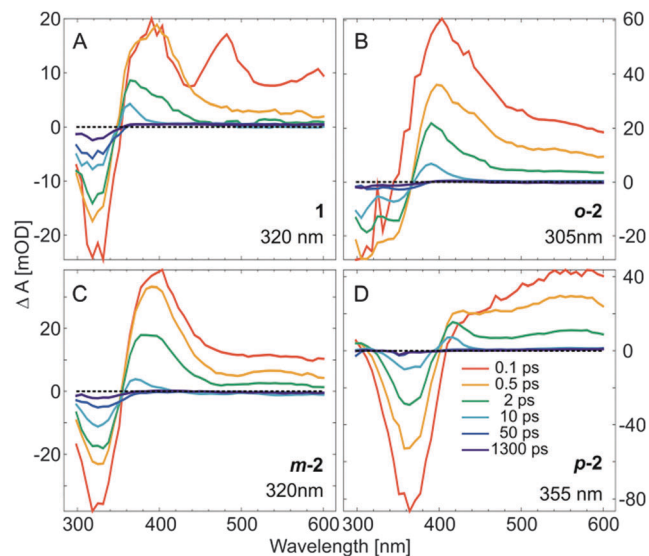 20
A
10
0
-10
-20
1
320 nm
B
60
40
20
0
-20
o-2
305nm
Δ A [mOD]
C
20
0
-20
m-2
320nm
300 400 500 600
D
40
0
-40
-80
0.1 ps
0.5 ps
2 ps
10 ps
50 ps
1300 ps
p-2
355 nm
300 400 500 600
Wavelength [nm]